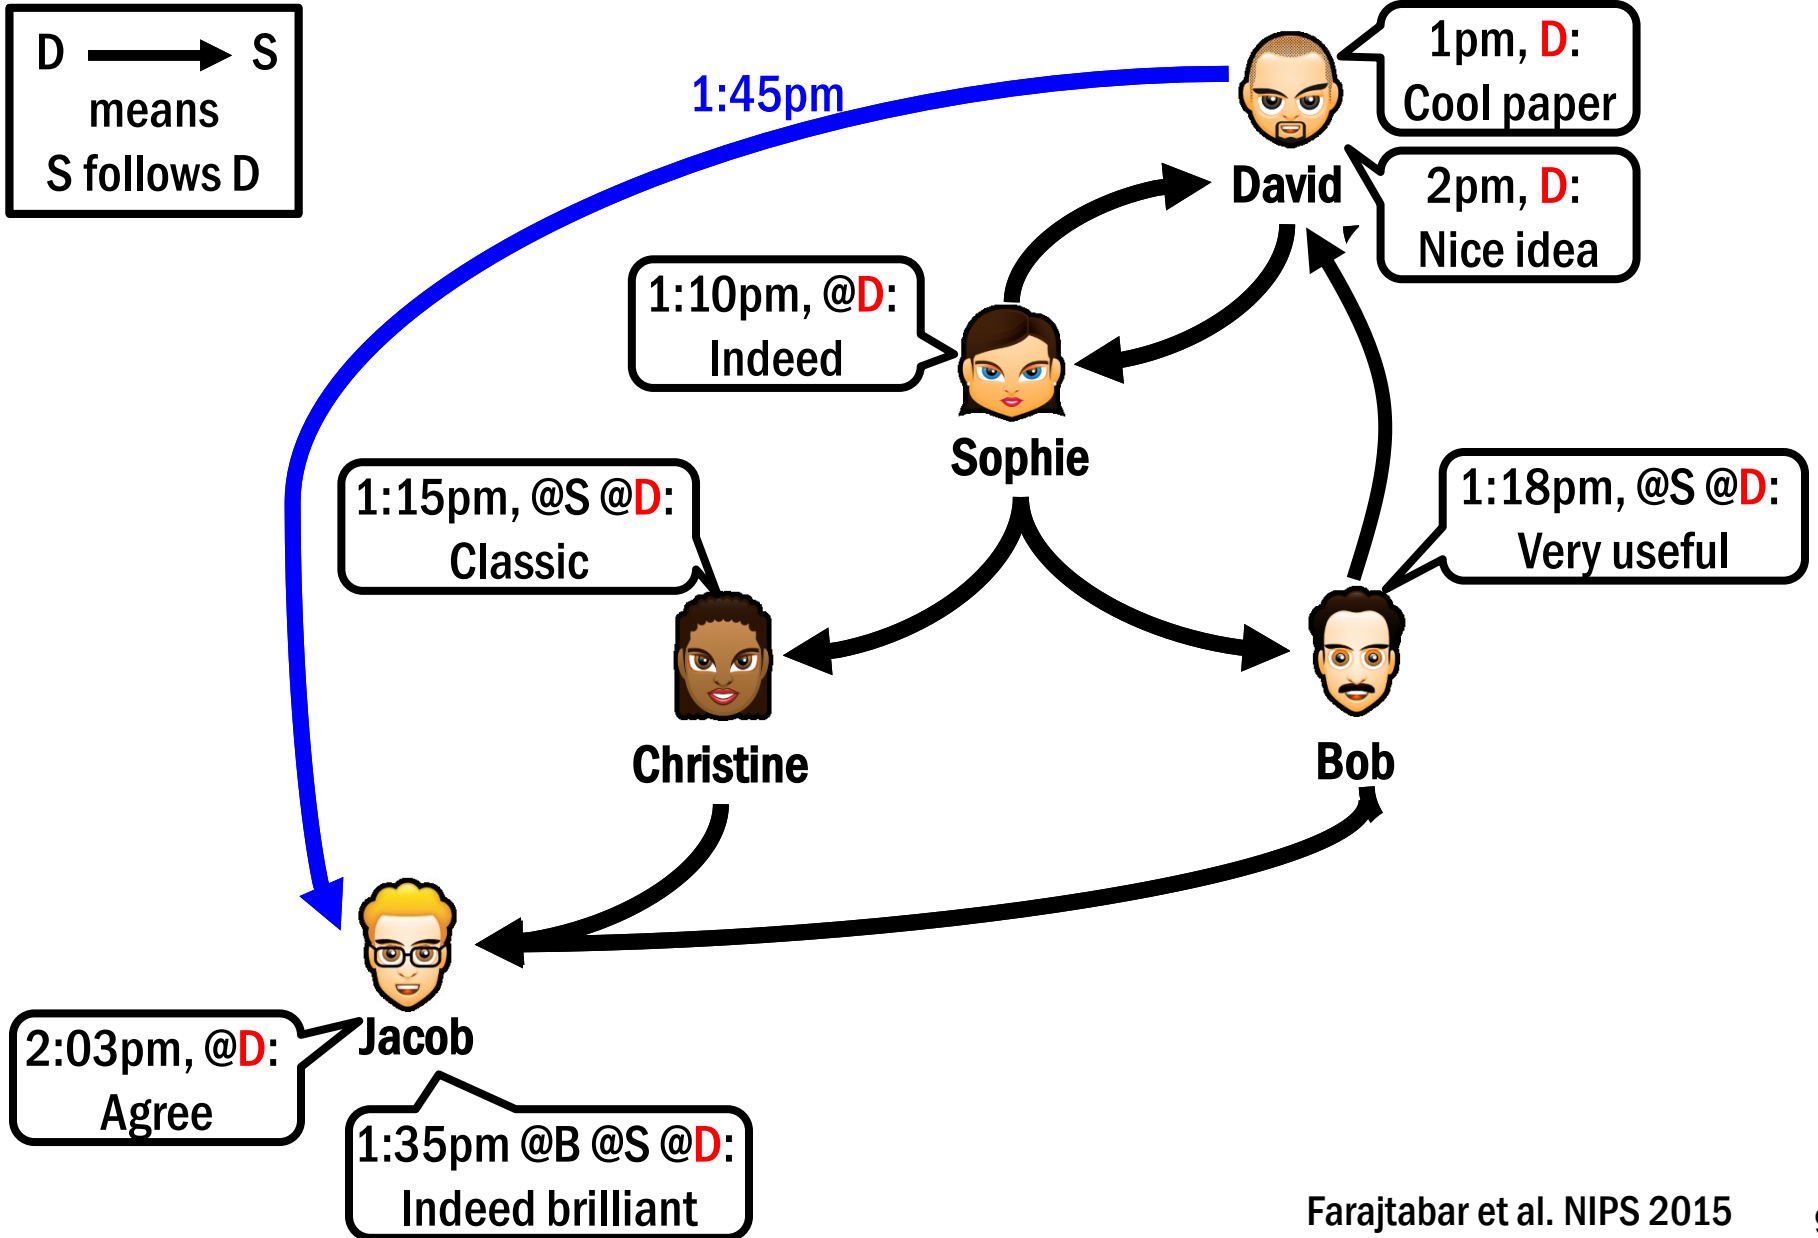 D S
means
S follows D
1:45pm
1pm, D:
Cool paper
David
2pm, D:
Nice idea
1:10pm, @D:
Indeed
Sophie
1:15pm, @S @D:
Classic
1:18pm, @S @D:
Very useful
Christine
Bob
Jacob
2:03pm, @D:
Agree
1:35pm @B @S @D:
Indeed brilliant
Farajtabar et al. NIPS 2015